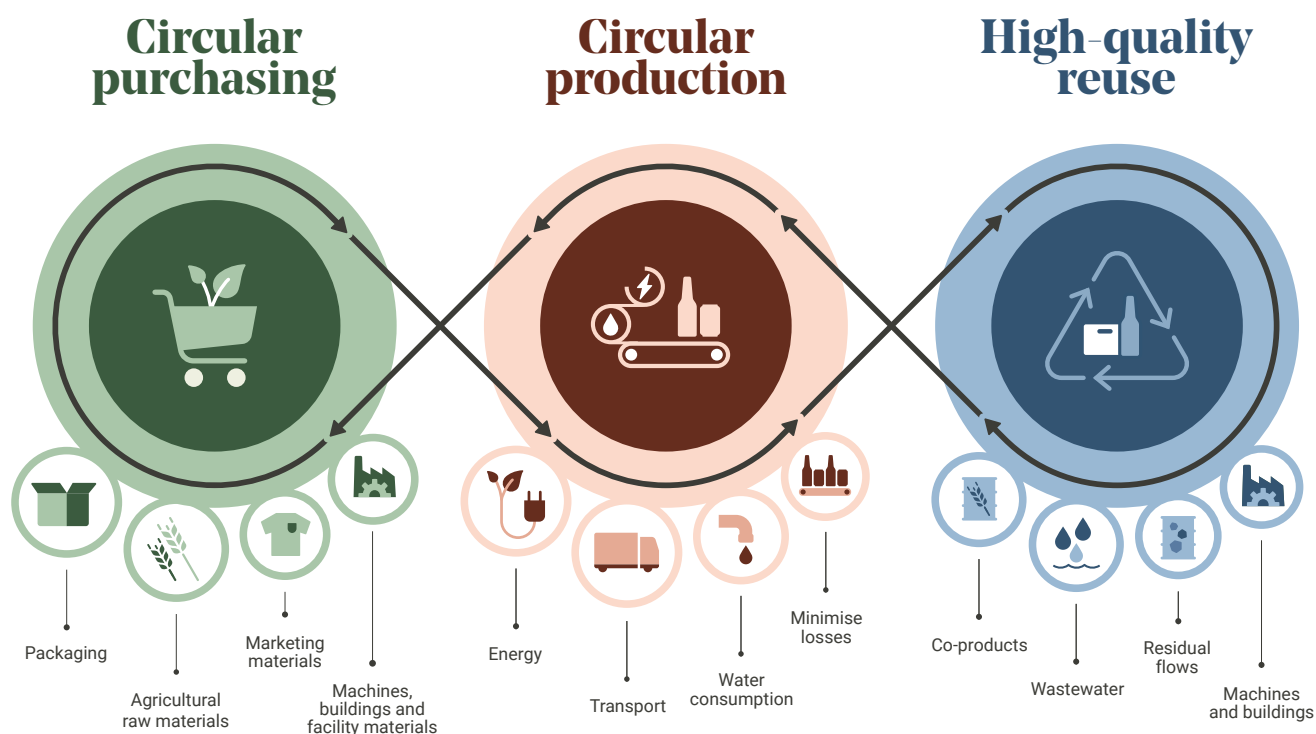 Circular
purchasing
Circular
production
High-quality
reuse
Packaging
Agricultural
raw materials
Marketing
materials
Machines,
buildings and
facility materials
Energy
Transport
Water
consumption
Minimise
losses
Co-products
Wastewater
Residual
flows
Machines
and buildings